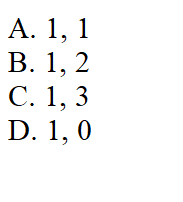 A. 1, 1
B. 1, 2
C. 1, 3
D. 1, 0